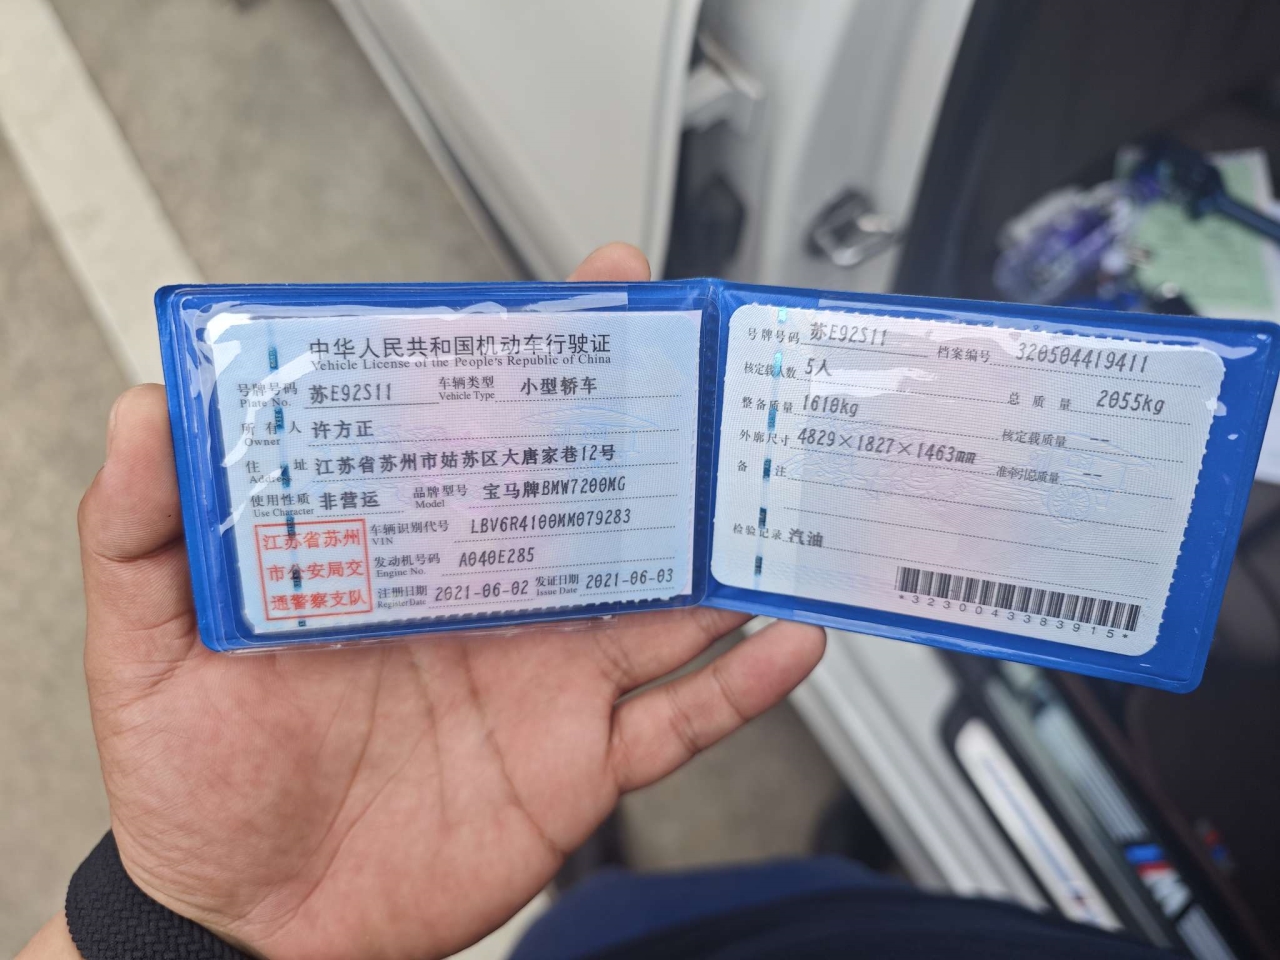 中华人民共和国机动车行驶证
Vehicle License of the People's Republic of China
号牌号码 苏E92S11 车辆类型 小型轿车
Plate No. Vehicle Type
所有人 许方正
Owner
住址 江苏省苏州市姑苏区大唐家巷12号
Address
使用性质 非营运 品牌型号 宝马牌BMW7200MG
Use Character Model
江苏省苏州
市公安局交
通警察支队
车辆识别代号 LBV6R4100MM079283
VIN
发动机号码 A040E285
Engine No.
注册日期 2021-06-02 发证日期 2021-06-03
Register Date Issue Date
号牌号码 苏E92S11 档案编号 320504419411
核定载人数 5人 总质量 2055kg
整备质量 1610kg 核定载质量 --
外廓尺寸 4829×1827×1463mm 准牵引总质量 --
备注
检验记录 汽油
*3230043383915*
M